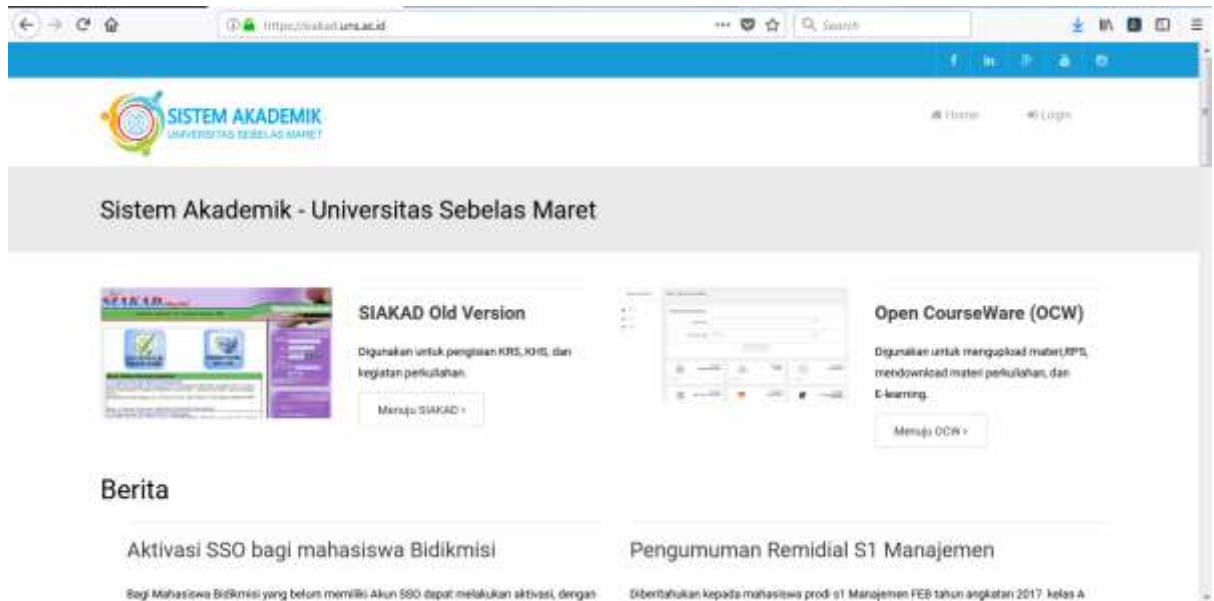 https://siakad.uns.ac.id
Search
SISTEM AKADEMIK
UNIVERSITAS SEBELAS MARET
Home
Login
Sistem Akademik - Universitas Sebelas Maret
SIAKAD
SIAKAD Old Version
Digunakan untuk pengisian KRS, KHS, dan
kegiatan perkuliahan.
Menuju SIAKAD
Open CourseWare (OCW)
Digunakan untuk mengupload materi,RPS,
mendownload materi perkuliahan, dan
E-learning.
Menuju OCW
Berita
Aktivasi SSO bagi mahasiswa Bidikmisi
Bagi Mahasiswa Bidikmisi yang belum memiliki Akun SSO dapat melakukan aktivasi, dengan
Pengumuman Remidial S1 Manajemen
Diberitahukan kepada mahasiswa prodi s1 Manajemen FEB tahun angkatan 2017 kelas A